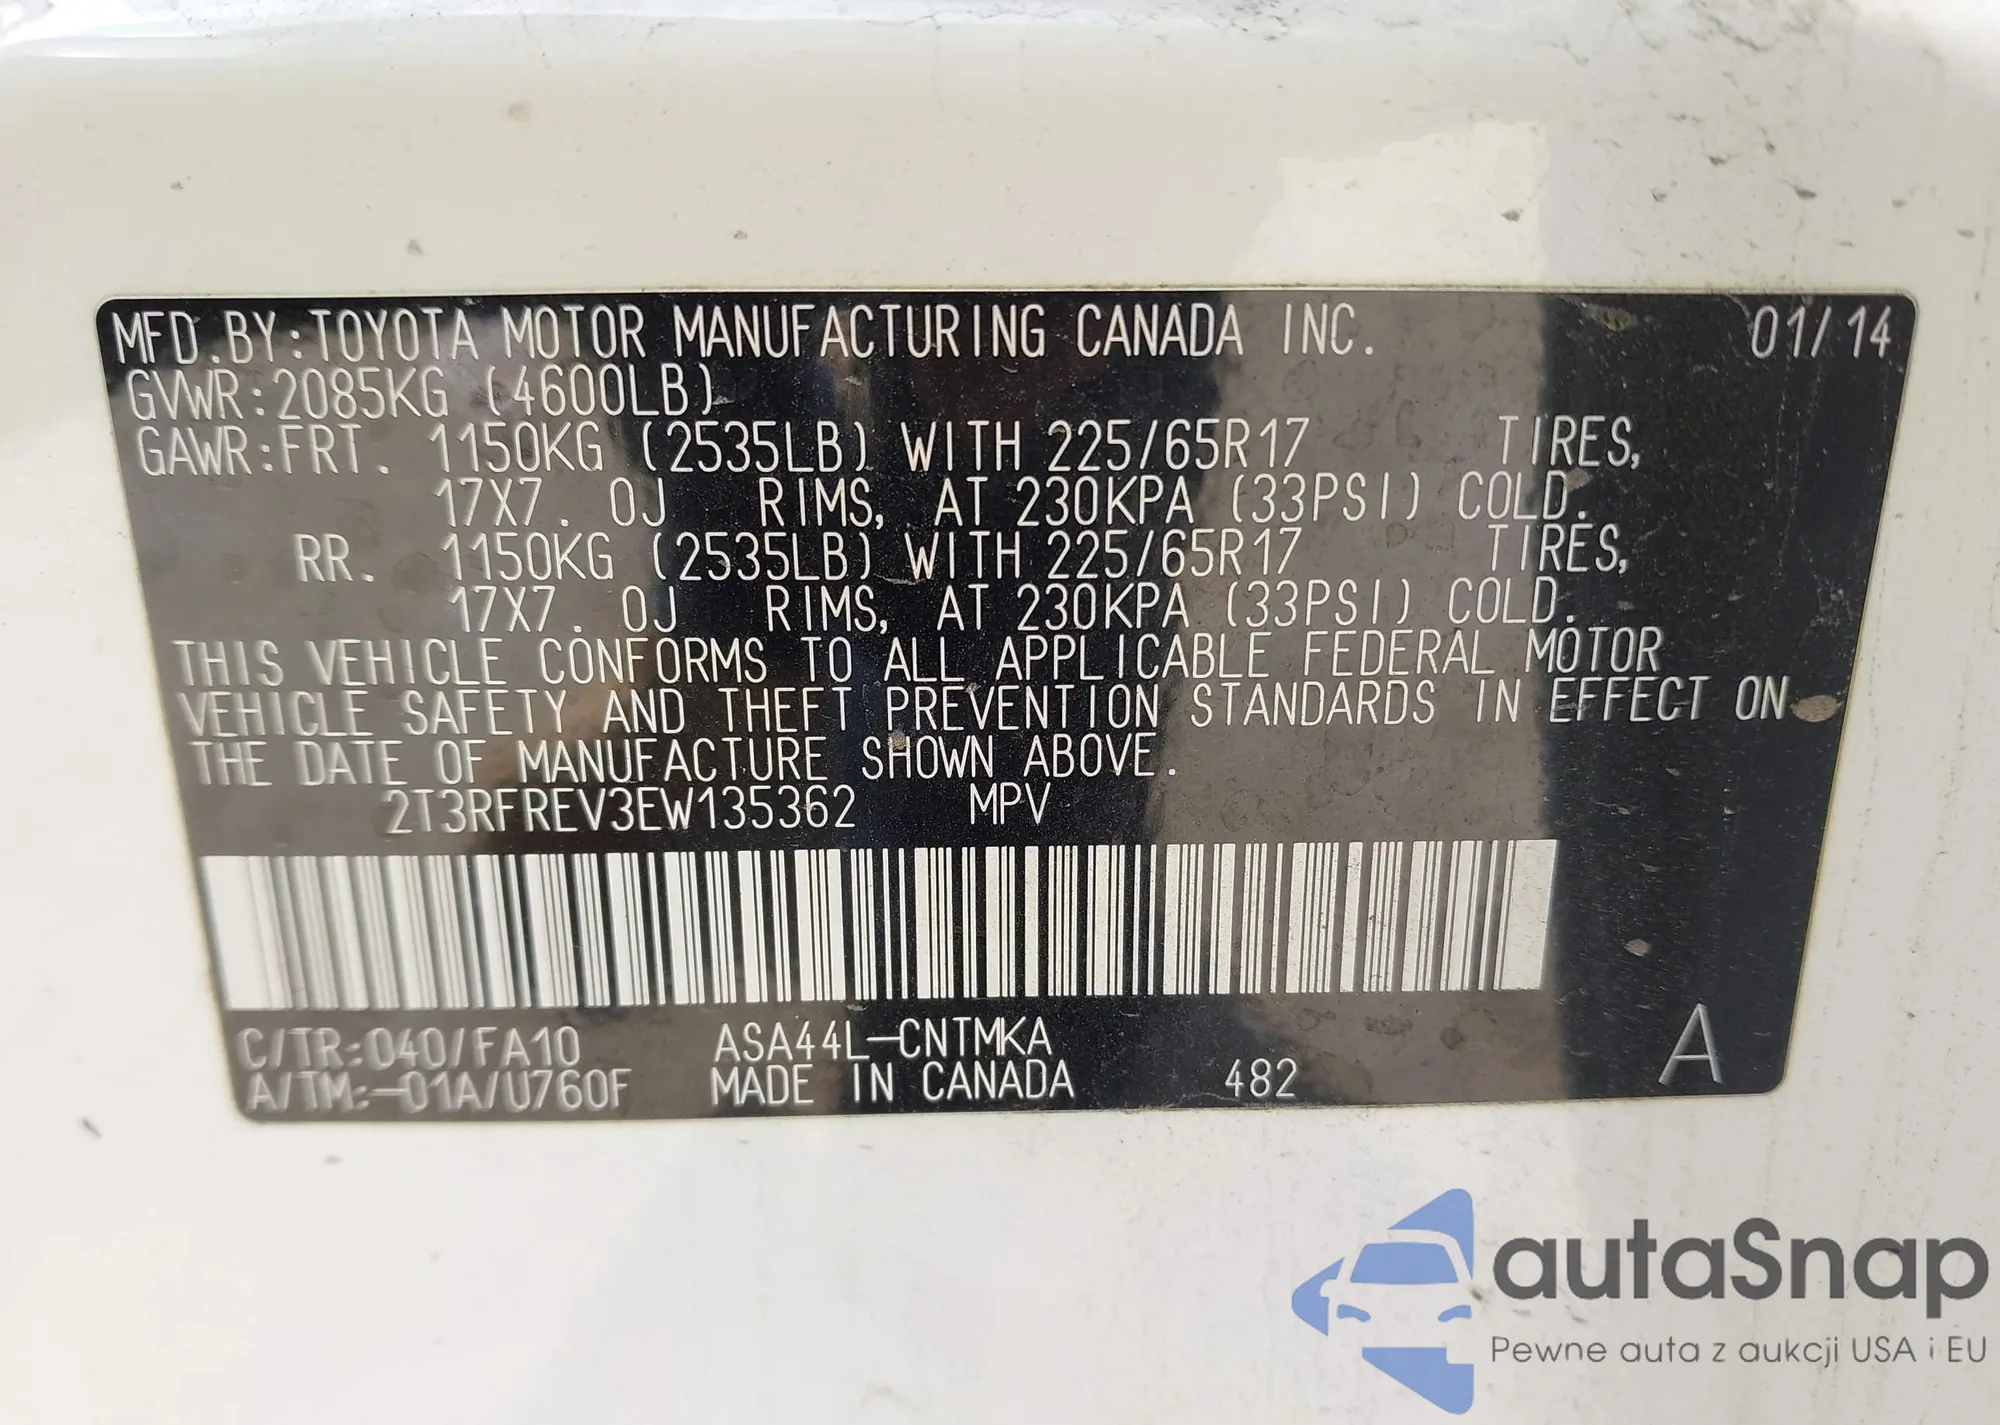 MFD.BY:TOYOTA MOTOR MANUFACTURING CANADA INC. 01/14
GVWR:2085KG (4600LB)
GAWR:FRT. 1150KG (2535LB) WITH 225/65R17 TIRES,
17X7.0J RIMS, AT 230KPA (33PSI) COLD.
RR. 1150KG (2535LB) WITH 225/65R17 TIRES,
17X7.0J RIMS, AT 230KPA (33PSI) COLD.
THIS VEHICLE CONFORMS TO ALL APPLICABLE FEDERAL MOTOR
VEHICLE SAFETY AND THEFT PREVENTION STANDARDS IN EFFECT ON
THE DATE OF MANUFACTURE SHOWN ABOVE.
2T3RFREV3EW135362 MPV
C/TR:040/FA10 ASA44L-CNTMKA
A/TM:-01A/U760F MADE IN CANADA 482 A
autaSnap
Pewne auta z aukcji USA i EU